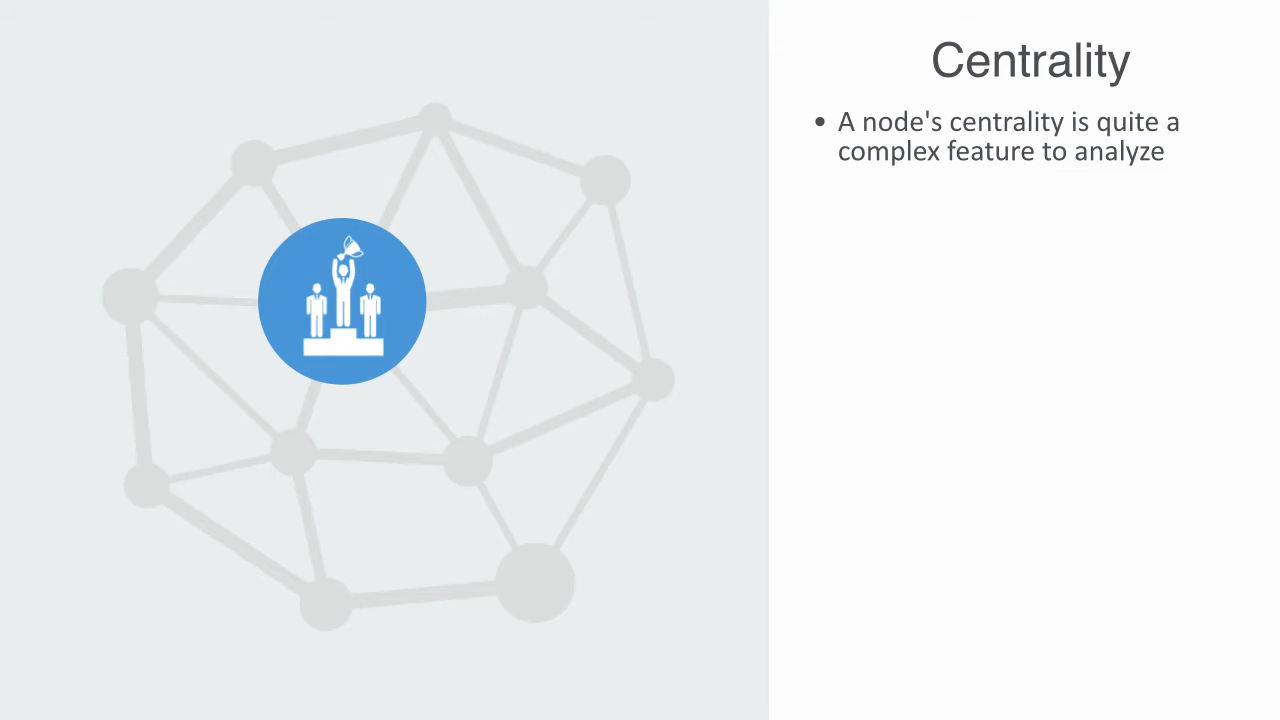 Centrality
• A node's centrality is quite a
complex feature to analyze